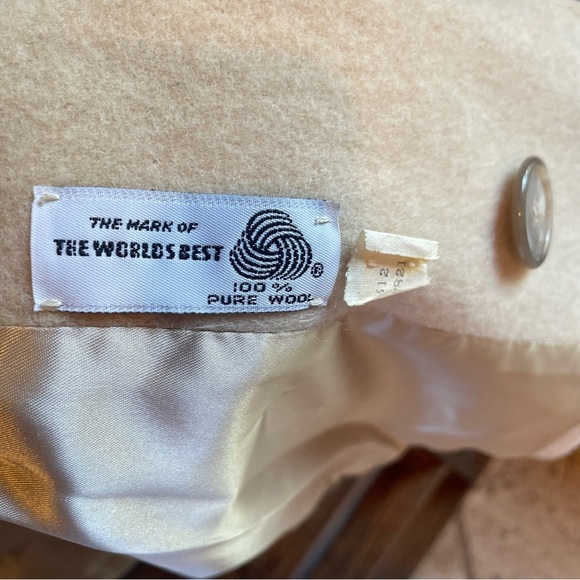 THE MARK OF
THE WORLDS BEST
100%
PURE WOOL
®